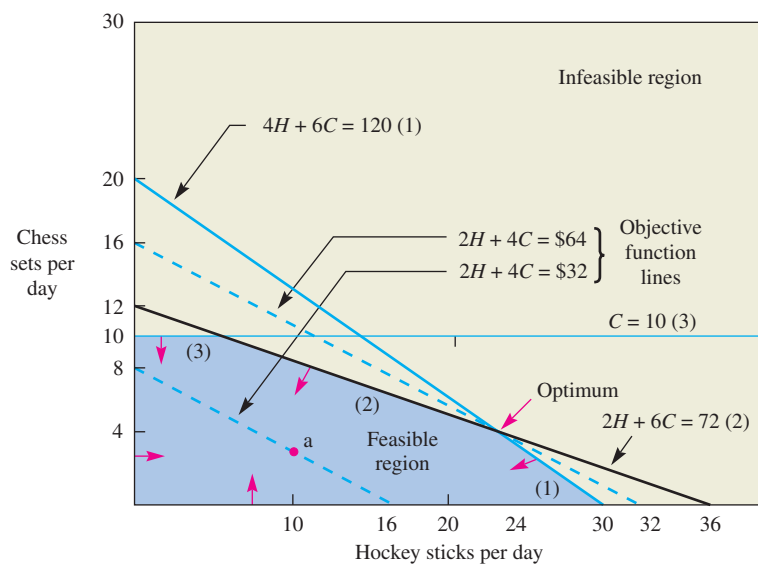 30
Infeasible region
4H + 6C = 120 (1)
20
Chess
sets per
day
16
2H + 4C = $64
2H + 4C = $32
Objective
function
lines
12
10
C = 10 (3)
(3)
8
(2)
Optimum
2H + 6C = 72 (2)
4
a
Feasible
region
(1)
10
16
20
24
30
32
36
Hockey sticks per day